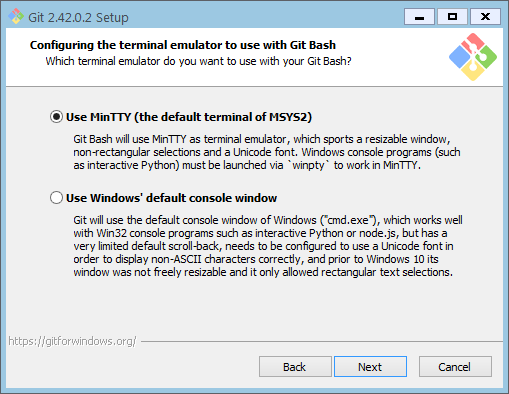 Git 2.42.0.2 Setup
Configuring the terminal emulator to use with Git Bash
Which terminal emulator do you want to use with your Git Bash?
Use MinTTY (the default terminal of MSYS2)
Git Bash will use MinTTY as terminal emulator, which sports a resizable window,
non-rectangular selections and a Unicode font. Windows console programs (such
as interactive Python) must be launched via `winpty` to work in MinTTY.
Use Windows' default console window
Git will use the default console window of Windows ("cmd.exe"), which works well
with Win32 console programs such as interactive Python or node.js, but has a
very limited default scroll-back, needs to be configured to use a Unicode font in
order to display non-ASCII characters correctly, and prior to Windows 10 its
window was not freely resizable and it only allowed rectangular text selections.
https://gitforwindows.org/
Back
Next
Cancel